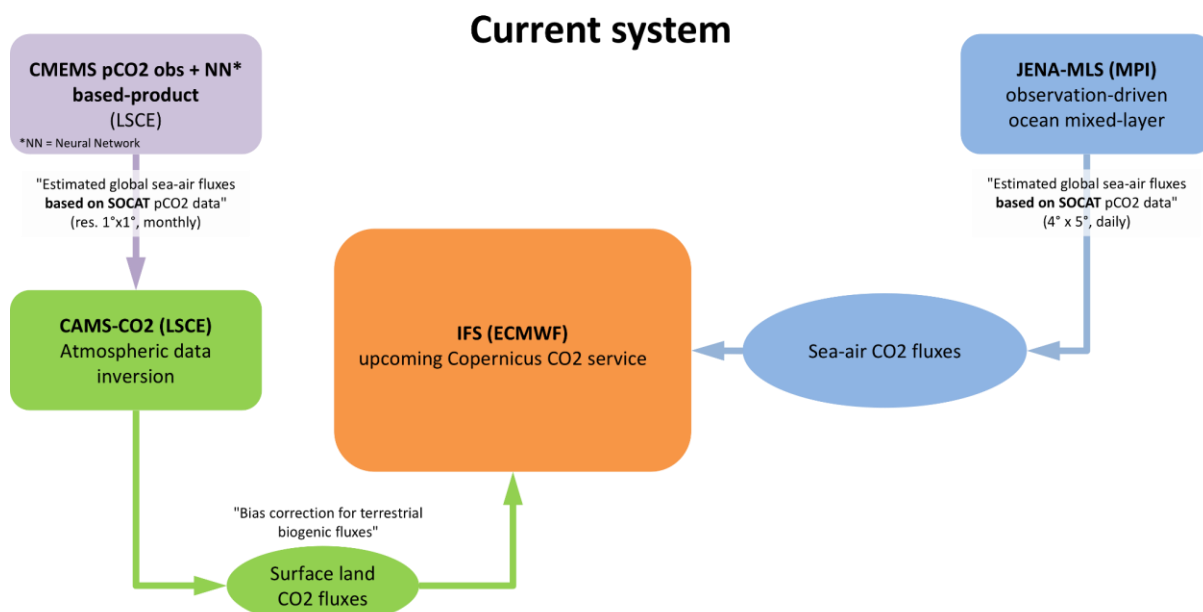 Current system
CMEMS pCO2 obs + NN*
based-product
(LSCE)
*NN = Neural Network
"Estimated global sea-air fluxes
based on SOCAT pCO2 data"
(res. 1°x1°, monthly)
CAMS-CO2 (LSCE)
Atmospheric data
inversion
"Bias correction for terrestrial
biogenic fluxes"
Surface land
CO2 fluxes
IFS (ECMWF)
upcoming Copernicus CO2 service
JENA-MLS (MPI)
observation-driven
ocean mixed-layer
"Estimated global sea-air fluxes
based on SOCAT pCO2 data"
(4° x 5°, daily)
Sea-air CO2 fluxes